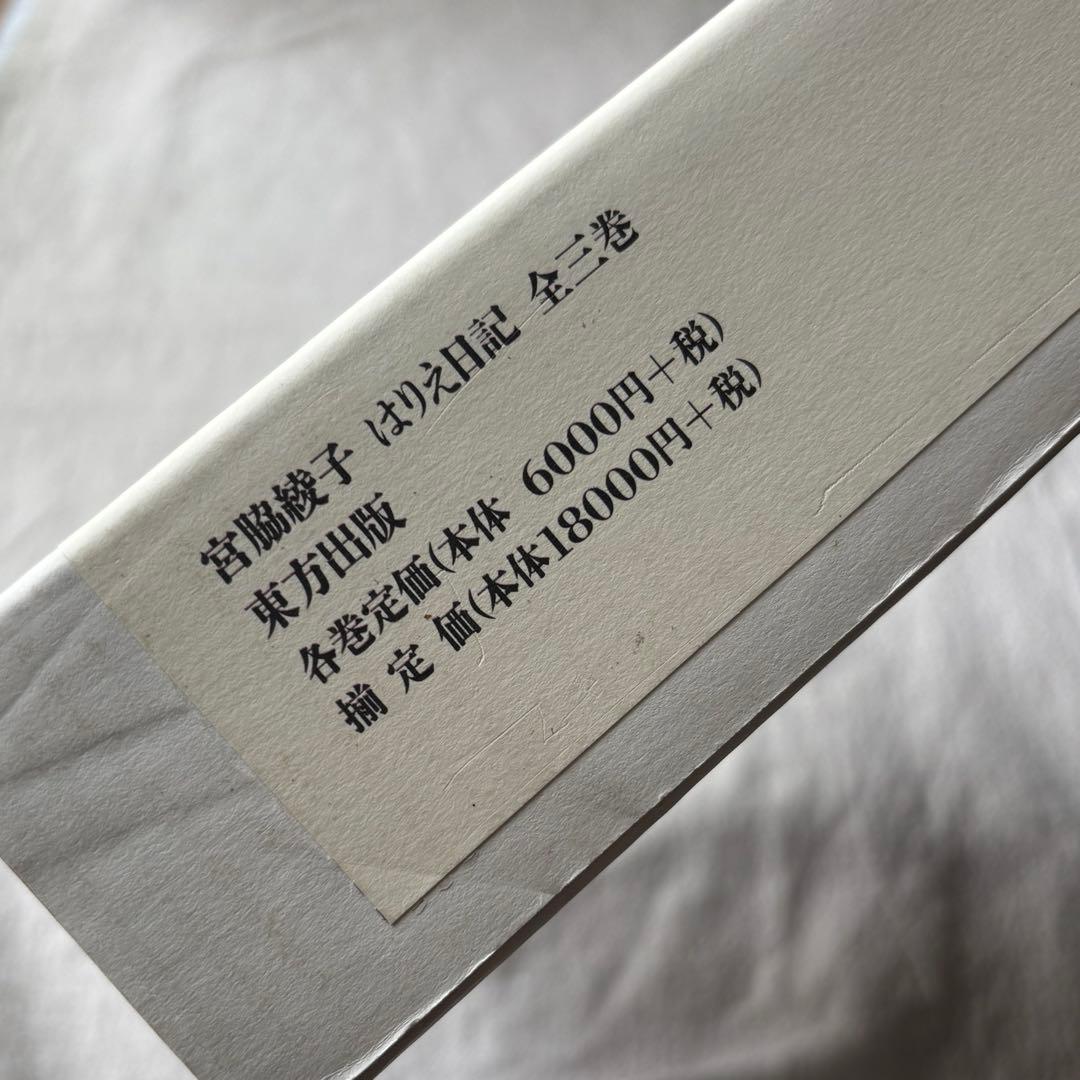 宮脇綾子 はりえ日記 全三巻
東方出版
各巻定価(本体 6000円+税)
揃 定 価(本体18000円+税)